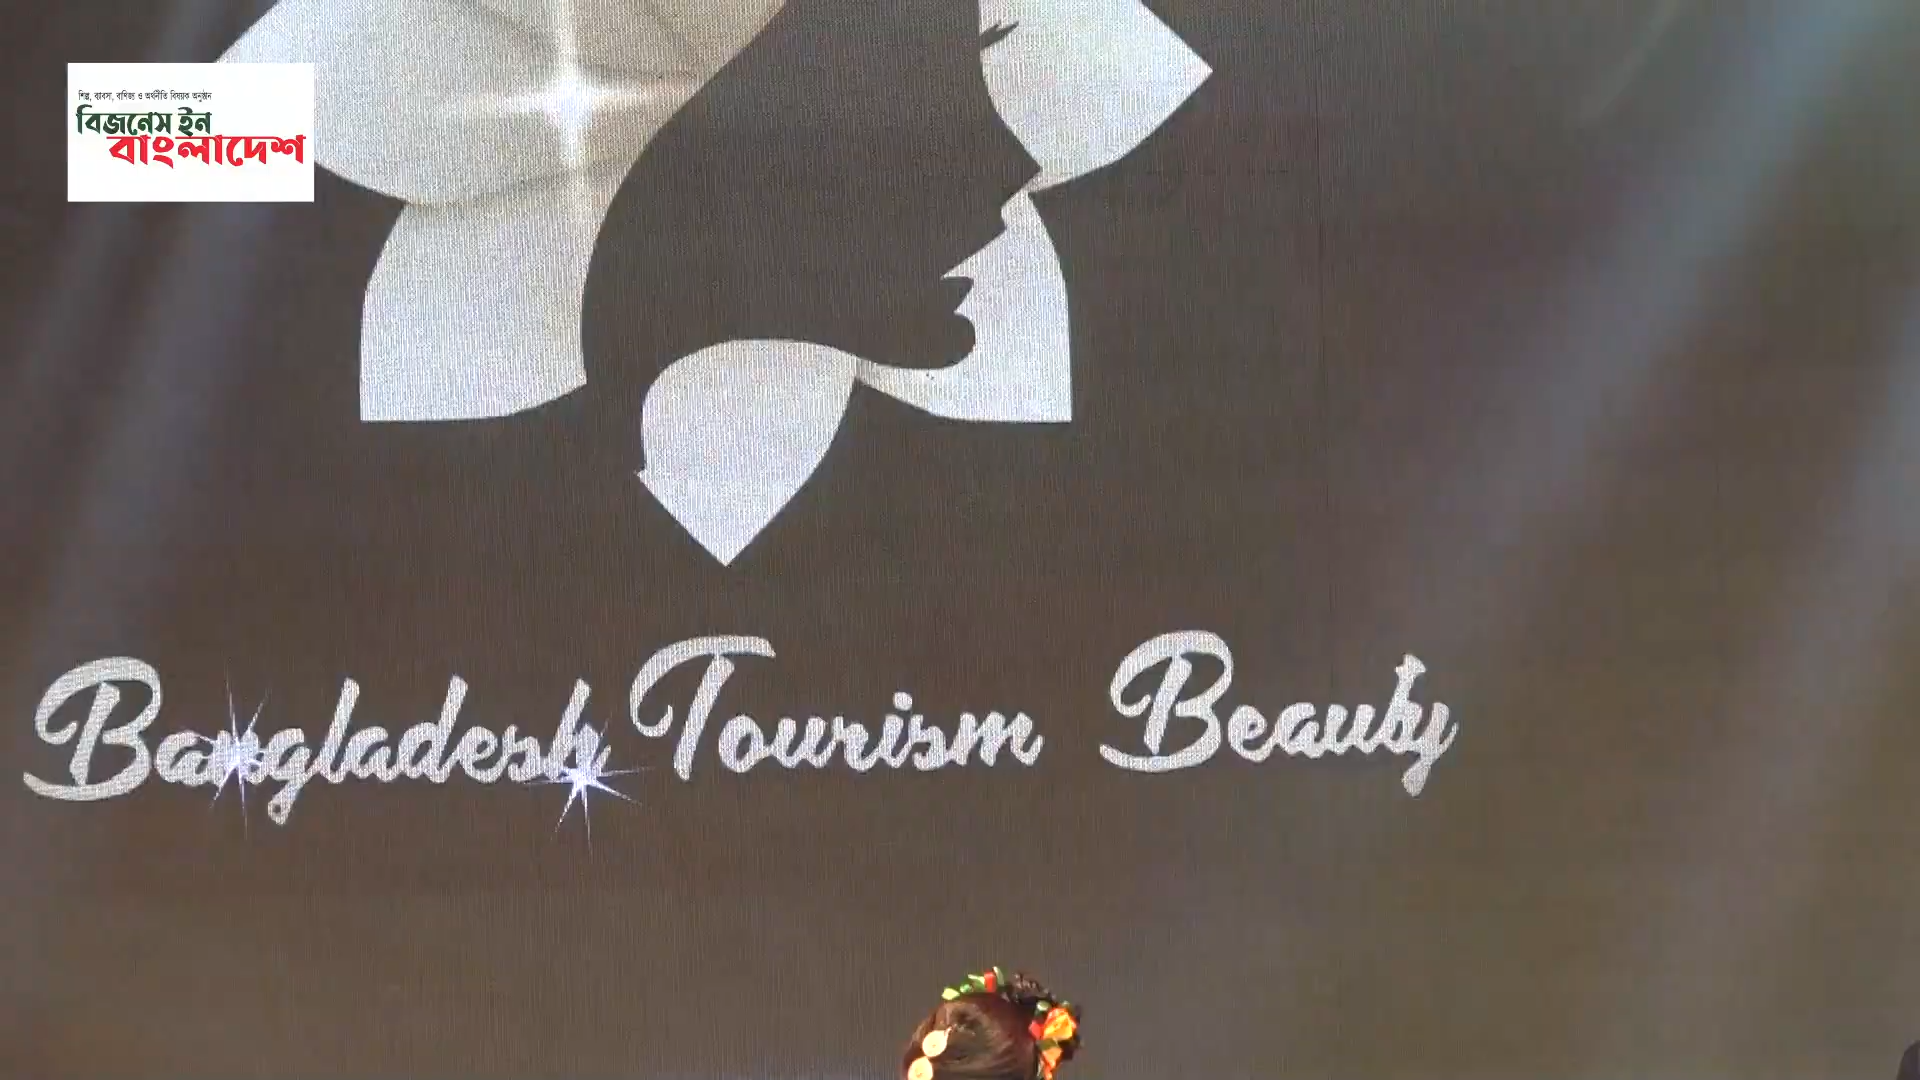 শিল্প, ব্যবসা, বাণিজ্য ও অর্থনীতি বিষয়ক অনুষ্ঠান
বিজনেস ইন
বাংলাদেশ
Bangladesh Tourism Beauty